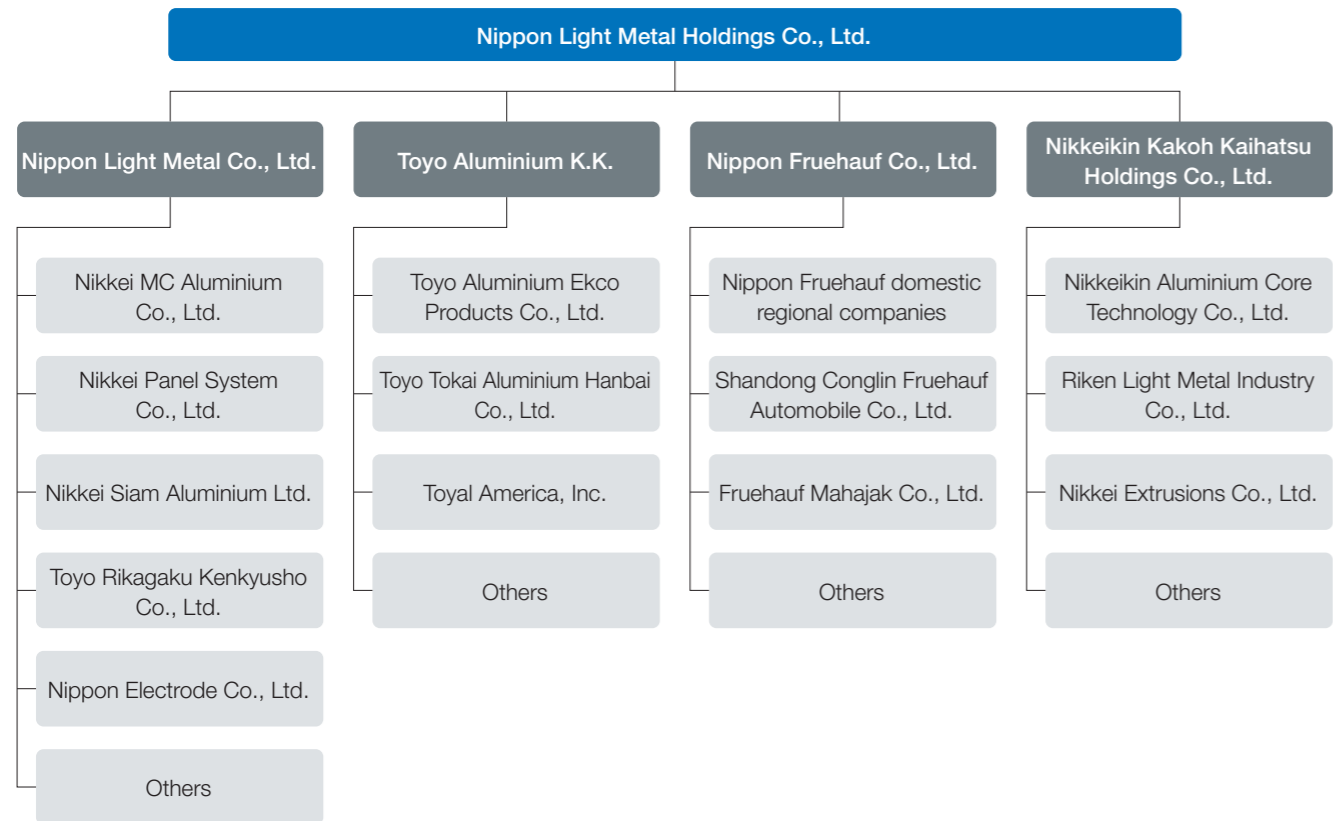 Nippon Light Metal Holdings Co., Ltd.
Nippon Light Metal Co., Ltd.
Nikkei MC Aluminium
Co., Ltd.
Nikkei Panel System
Co., Ltd.
Nikkei Siam Aluminium Ltd.
Toyo Rikagaku Kenkyusho
Co., Ltd.
Nippon Electrode Co., Ltd.
Others
Toyo Aluminium K.K.
Toyo Aluminium Ekco
Products Co., Ltd.
Toyo Tokai Aluminium Hanbai
Co., Ltd.
Toyal America, Inc.
Others
Nippon Fruehauf Co., Ltd.
Nippon Fruehauf domestic
regional companies
Shandong Conglin Fruehauf
Automobile Co., Ltd.
Fruehauf Mahajak Co., Ltd.
Others
Nikkeikin Kakoh Kaihatsu
Holdings Co., Ltd.
Nikkeikin Aluminium Core
Technology Co., Ltd.
Riken Light Metal Industry
Co., Ltd.
Nikkei Extrusions Co., Ltd.
Others